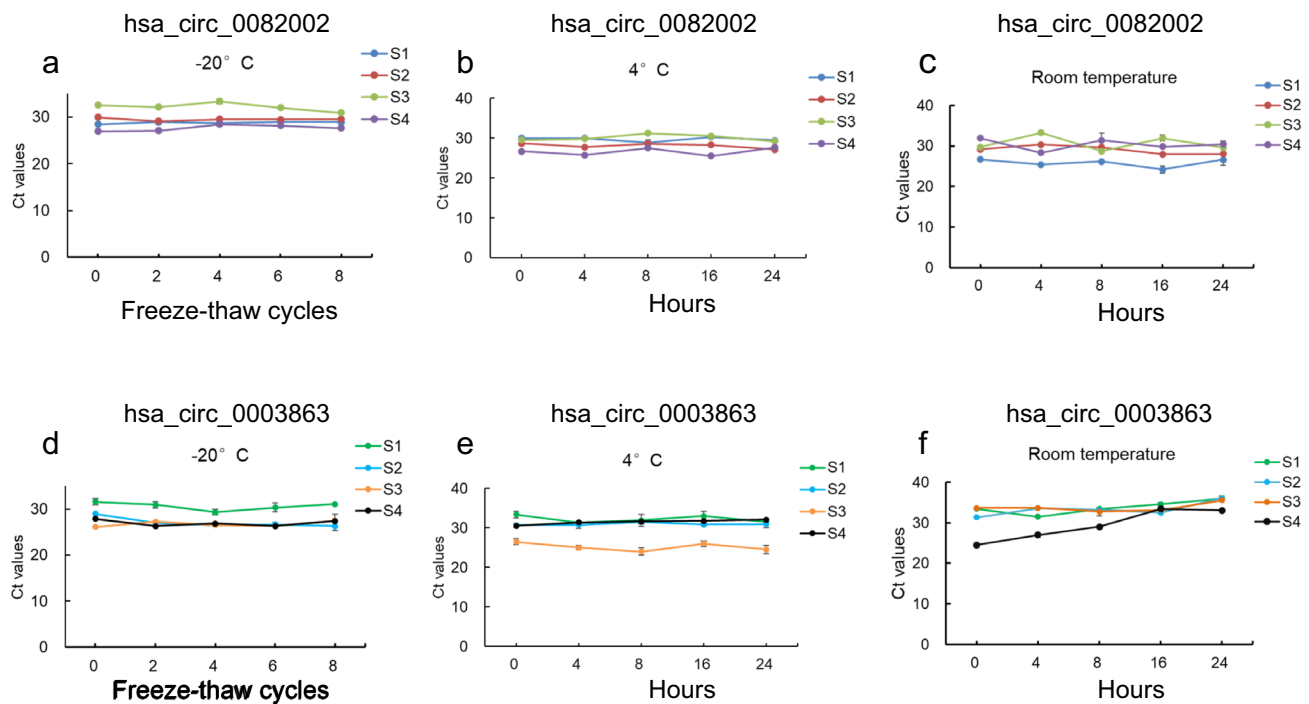 hsa_circ_0082002
hsa_circ_0082002
hsa_circ_0082002
a
-20° C
S1
S2
S3
S4
30
20
10
0
Ct values
0 2 4 6 8
Freeze-thaw cycles
b
4° C
S1
S2
S3
S4
40
30
20
10
0
Ct values
0 4 8 16 24
Hours
c
Room temperature
S1
S2
S3
S4
40
30
20
10
0
Ct values
0 4 8 16 24
Hours
hsa_circ_0003863
hsa_circ_0003863
hsa_circ_0003863
d
-20° C
S1
S2
S3
S4
30
20
10
0
Ct values
0 2 4 6 8
Freeze-thaw cycles
e
4° C
S1
S2
S3
S4
40
30
20
10
0
Ct values
0 4 8 16 24
Hours
f
Room temperature
S1
S2
S3
S4
40
30
20
10
0
Ct values
0 4 8 16 24
Hours